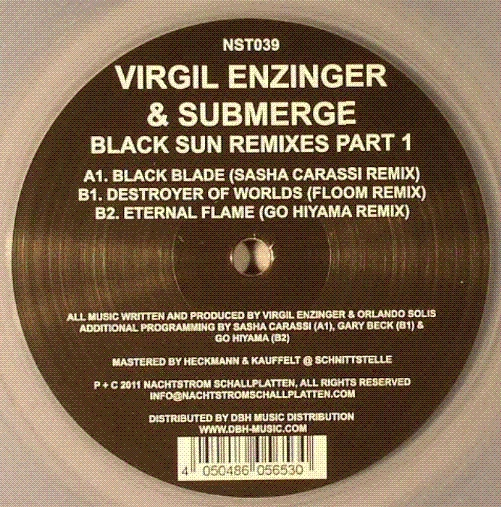 NST039
VIRGIL ENZINGER
& SUBMERGE
BLACK SUN REMIXES PART 1
A1. BLACK BLADE (SASHA CARASSI REMIX)
B1. DESTROYER OF WORLDS (FLOOM REMIX)
B2. ETERNAL FLAME (GO HIYAMA REMIX)
ALL MUSIC WRITTEN AND PRODUCED BY VIRGIL ENZINGER & ORLANDO SOLIS
ADDITIONAL PROGRAMMING BY SASHA CARASSI (A1), GARY BECK (B1) &
GO HIYAMA (B2)
MASTERED BY HECKMANN & KAUFFELT @ SCHNITTSTELLE
P + C 2011 NACHTSTROM SCHALLPLATTEN, ALL RIGHTS RESERVED
INFO@NACHTSTROMSCHALLPLATTEN.COM
DISTRIBUTED BY DBH MUSIC DISTRIBUTION
WWW.DBH-MUSIC.COM
4 050486 056530